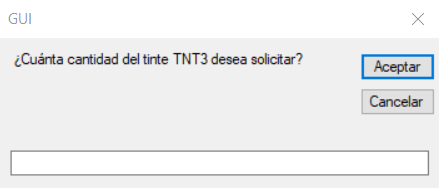 GUI
¿Cuánta cantidad del tinte TNT3 desea solicitar?
Aceptar
Cancelar